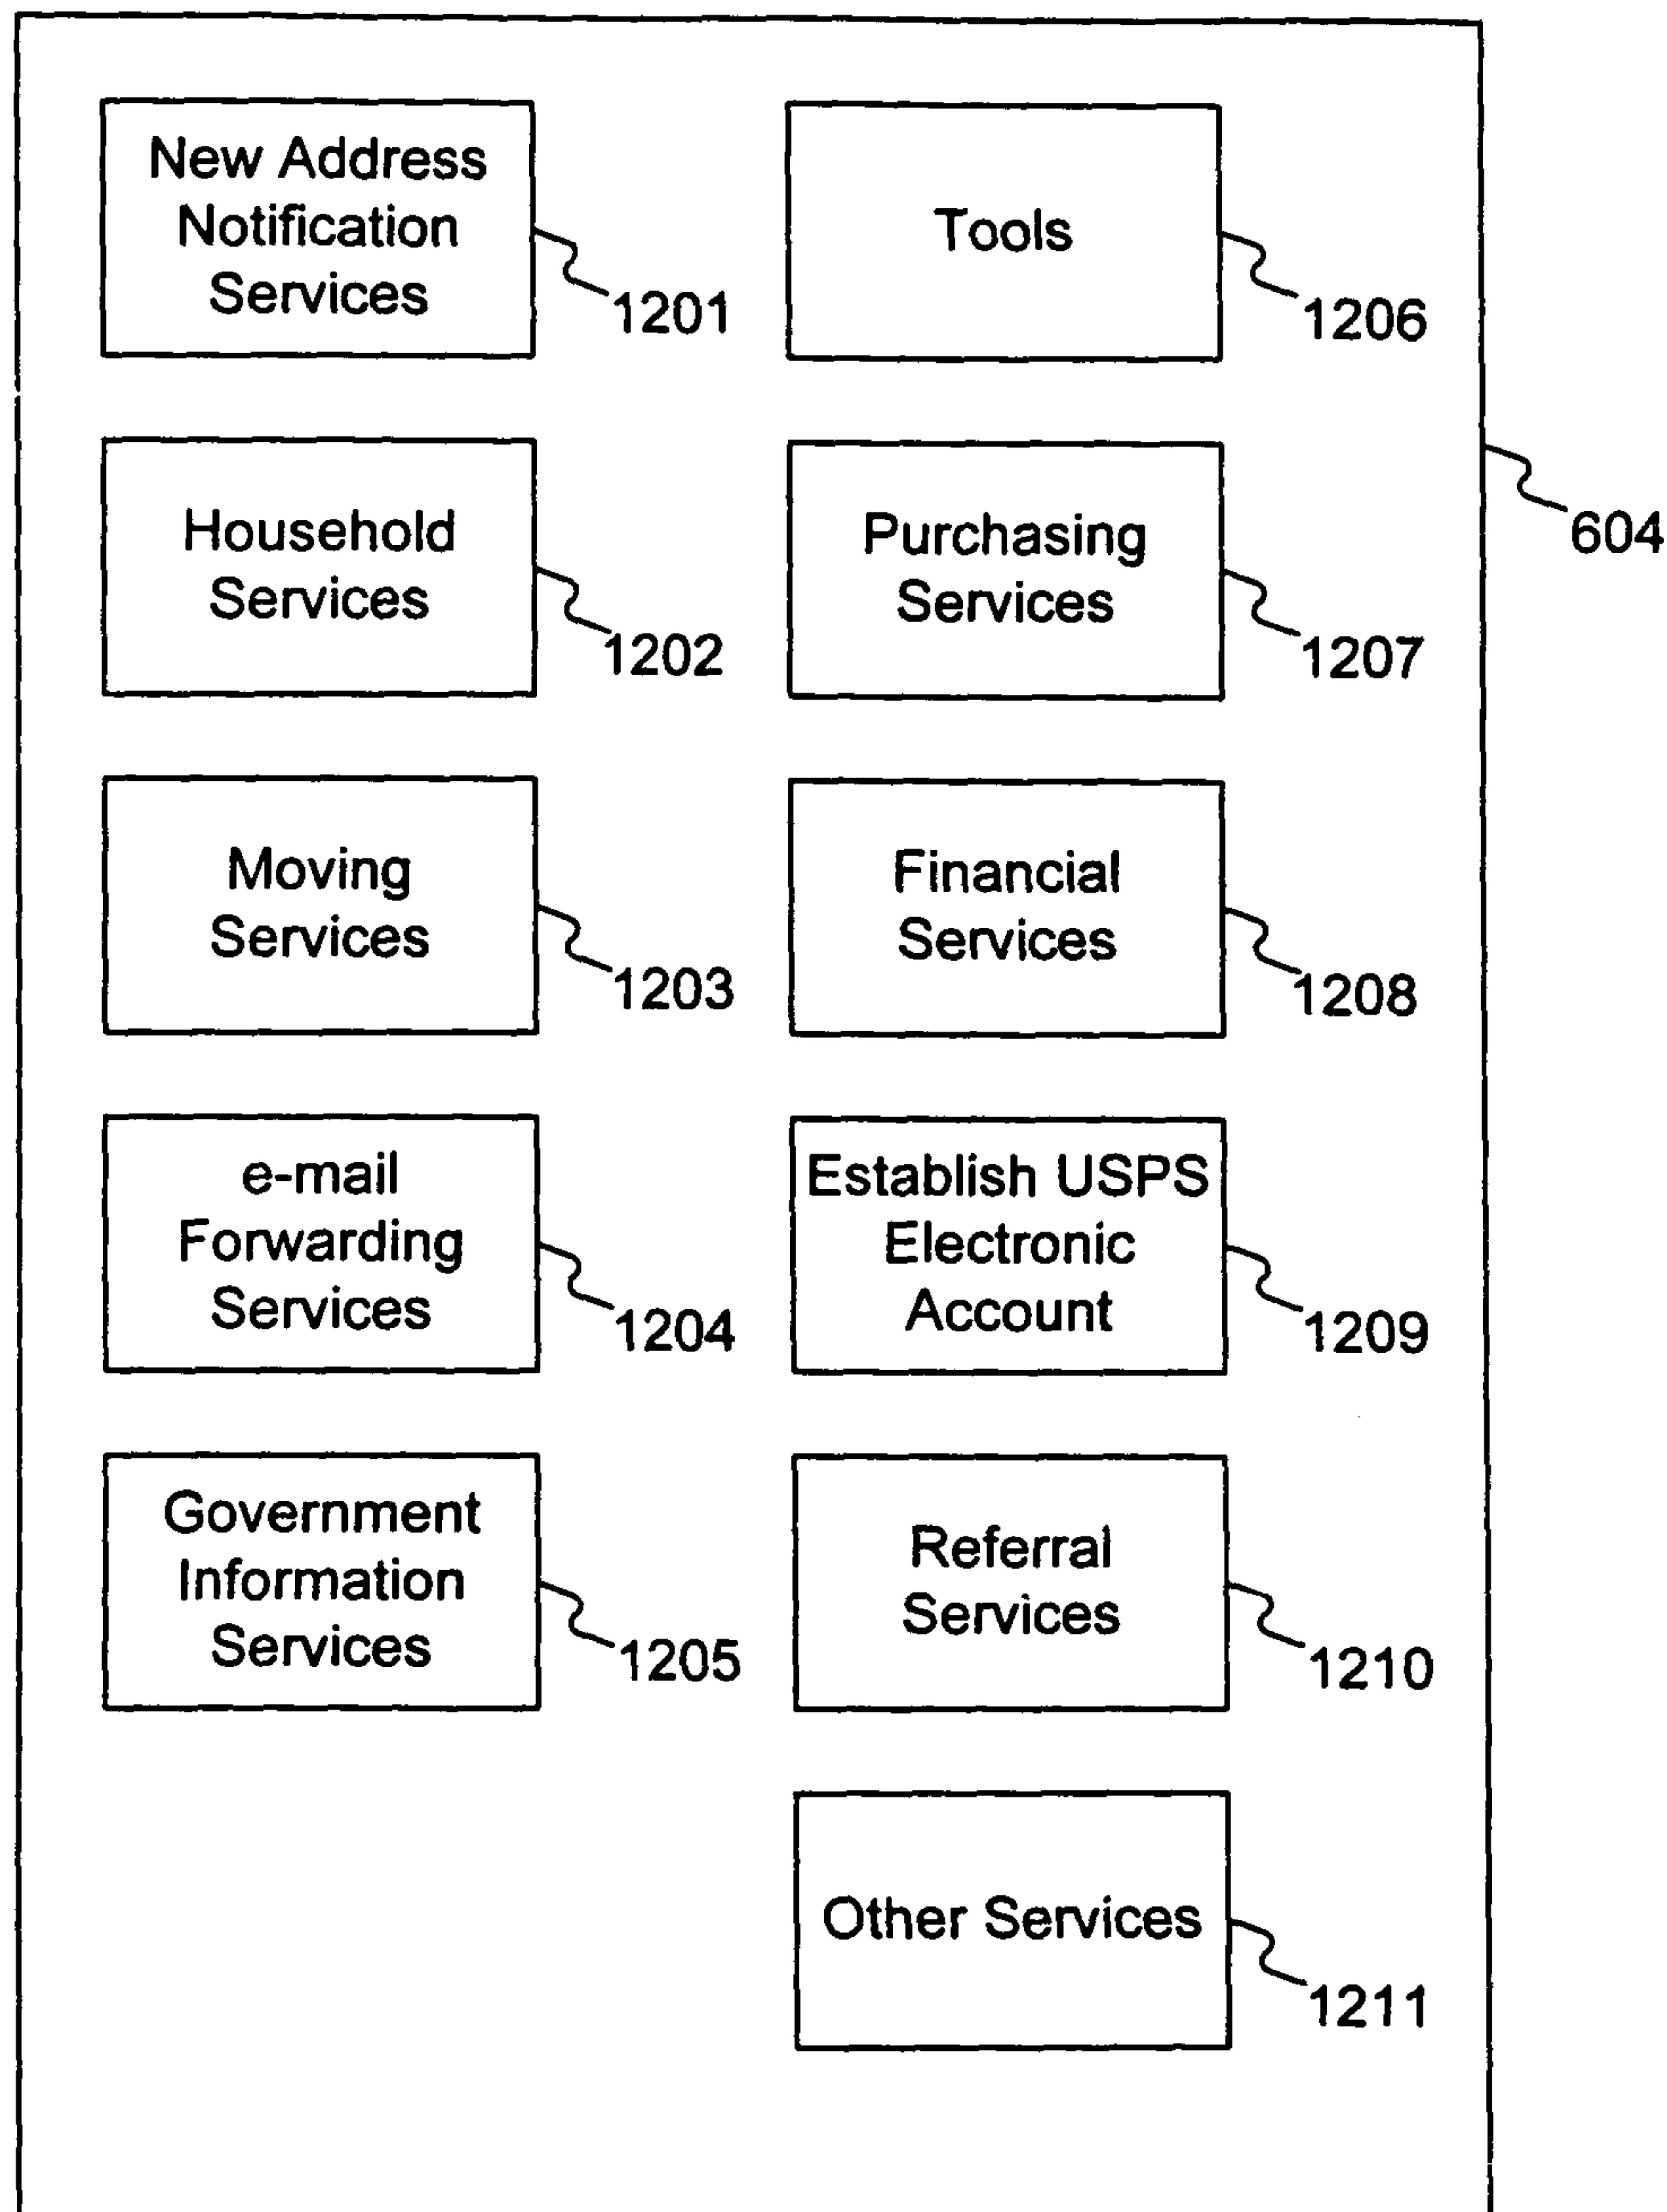 New Address
Notification
Services
1201
Tools
1206
Household
Services
1202
Purchasing
Services
1207
604
Moving
Services
1203
Financial
Services
1208
e-mail
Forwarding
Services
1204
Establish USPS
Electronic
Account
1209
Government
Information
Services
1205
Referral
Services
1210
Other Services
1211